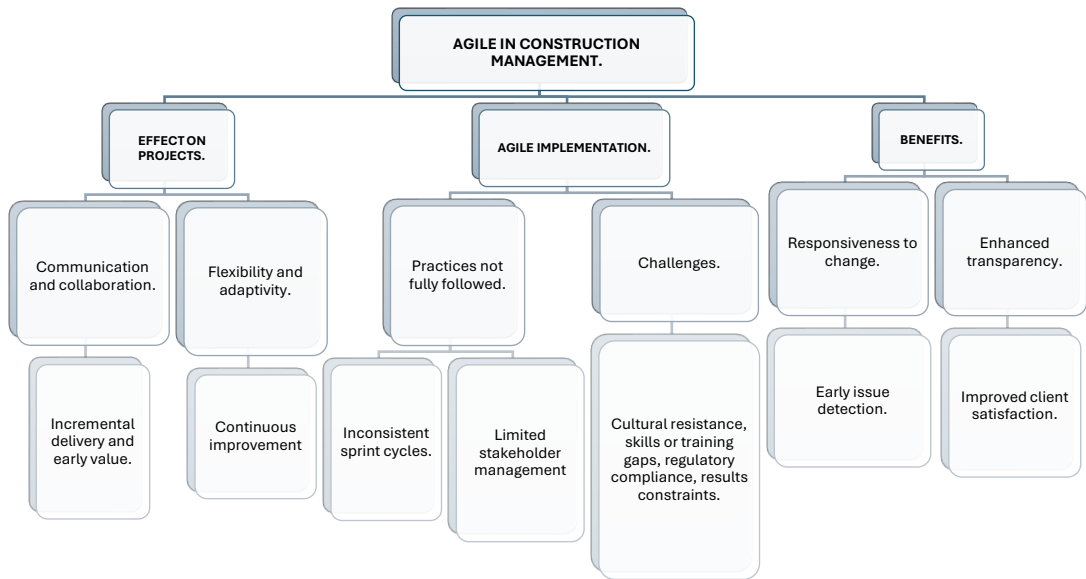 AGILE IN CONSTRUCTION
MANAGEMENT.
EFFECT ON
PROJECTS.
AGILE IMPLEMENTATION.
BENEFITS.
Communication
and collaboration.
Flexibility and
adaptivity.
Practices not
fully followed.
Challenges.
Responsiveness to
change.
Enhanced
transparency.
Incremental
delivery and
early value.
Continuous
improvement
Inconsistent
sprint cycles.
Limited
stakeholder
management
Cultural resistance,
skills or training
gaps, regulatory
compliance, results
constraints.
Early issue
detection.
Improved client
satisfaction.